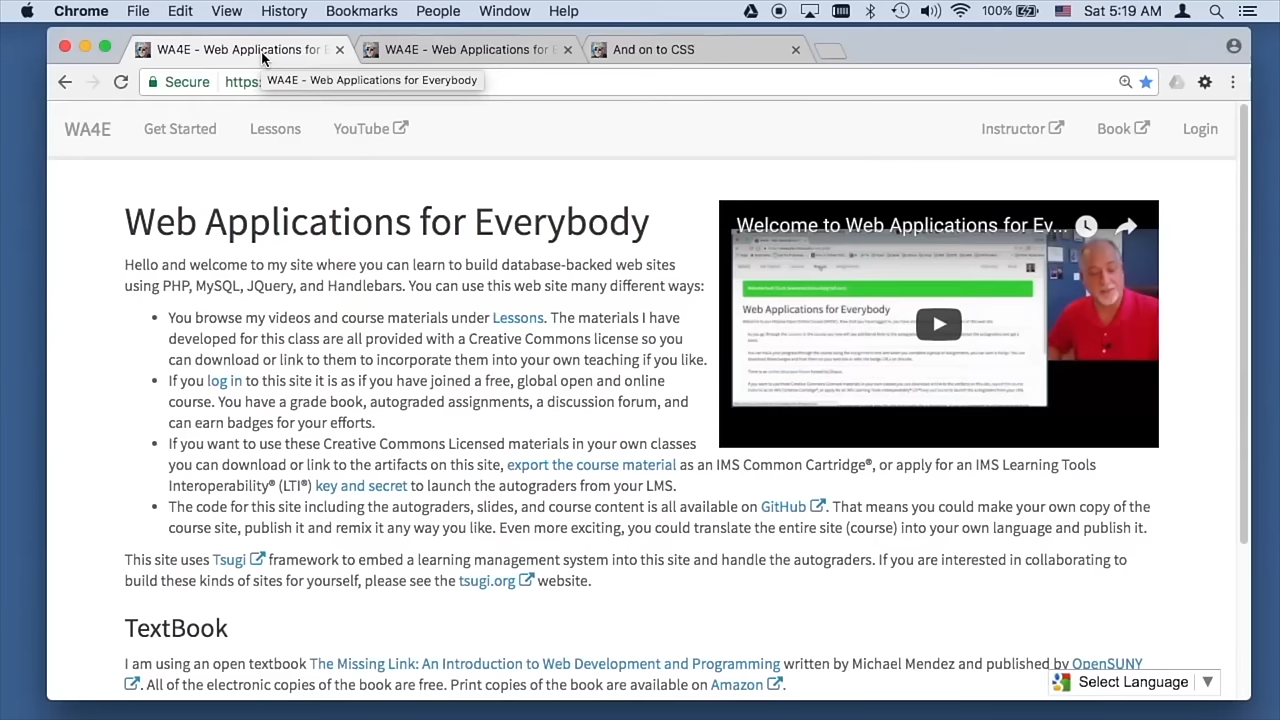 Chrome File Edit View History Bookmarks People Window Help 100% Sat 5:19 AM
WA4E - Web Applications for E WA4E - Web Applications for E And on to CSS
Secure https: WA4E - Web Applications for Everybody
WA4E Get Started Lessons YouTube Instructor Book Login
Web Applications for Everybody
Hello and welcome to my site where you can learn to build database-backed web sites
using PHP, MySQL, JQuery, and Handlebars. You can use this web site many different ways:
• You browse my videos and course materials under Lessons. The materials I have
developed for this class are all provided with a Creative Commons license so you
can download or link to them to incorporate them into your own teaching if you like.
• If you log in to this site it is as if you have joined a free, global open and online
course. You have a grade book, autograded assignments, a discussion forum, and
can earn badges for your efforts.
• If you want to use these Creative Commons Licensed materials in your own classes
you can download or link to the artifacts on this site, export the course material as an IMS Common Cartridge®, or apply for an IMS Learning Tools
Interoperability® (LTI®) key and secret to launch the autograders from your LMS.
• The code for this site including the autograders, slides, and course content is all available on GitHub. That means you could make your own copy of the
course site, publish it and remix it any way you like. Even more exciting, you could translate the entire site (course) into your own language and publish it.
Welcome to Web Applications for Ev...
Web Applications for Everybody
This site uses Tsugi framework to embed a learning management system into this site and handle the autograders. If you are interested in collaborating to
build these kinds of sites for yourself, please see the tsugi.org website.
TextBook
I am using an open textbook The Missing Link: An Introduction to Web Development and Programming written by Michael Mendez and published by OpenSUNY
. All of the electronic copies of the book are free. Print copies of the book are available on Amazon.
Select Language ▼